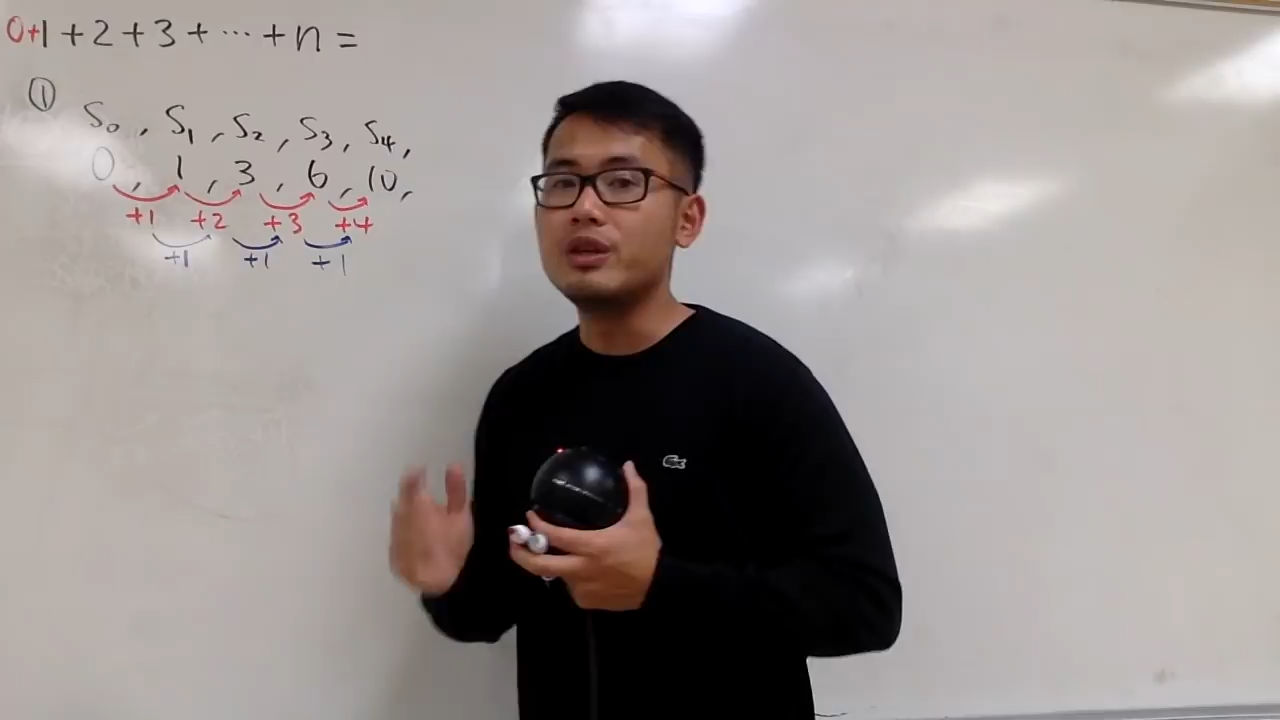 0+1+2+3+⋯+n=
①
S₀, S₁, S₂, S₃, S₄,
0, 1, 3, 6, 10,
+1 +2 +3 +4
+1 +1 +1